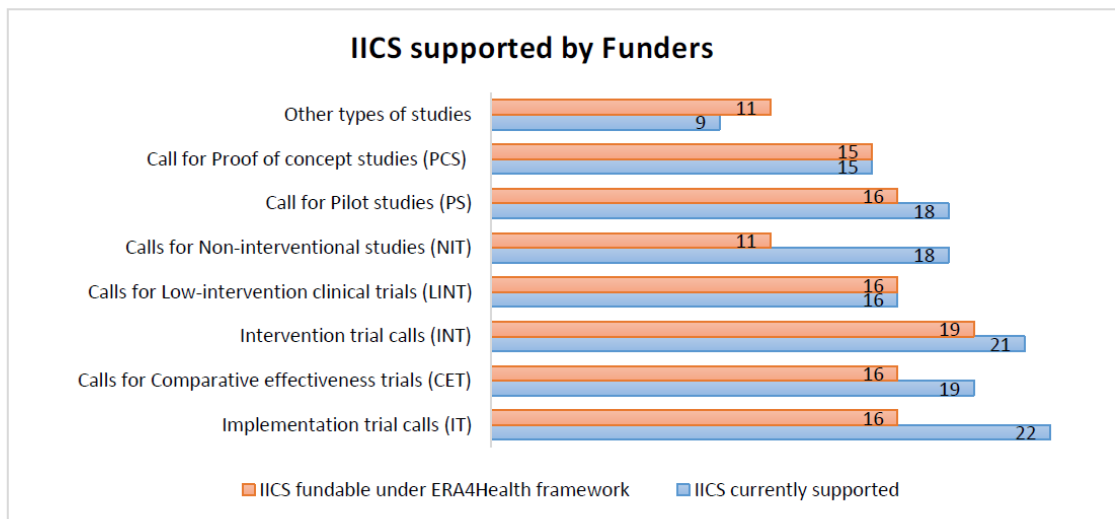 IICS supported by Funders
Other types of studies
11
9
Call for Proof of concept studies (PCS)
15
15
Call for Pilot studies (PS)
16
18
Calls for Non-interventional studies (NIT)
11
18
Calls for Low-intervention clinical trials (LINT)
16
16
Intervention trial calls (INT)
19
21
Calls for Comparative effectiveness trials (CET)
16
19
Implementation trial calls (IT)
16
22
IICS fundable under ERA4Health framework IICS currently supported